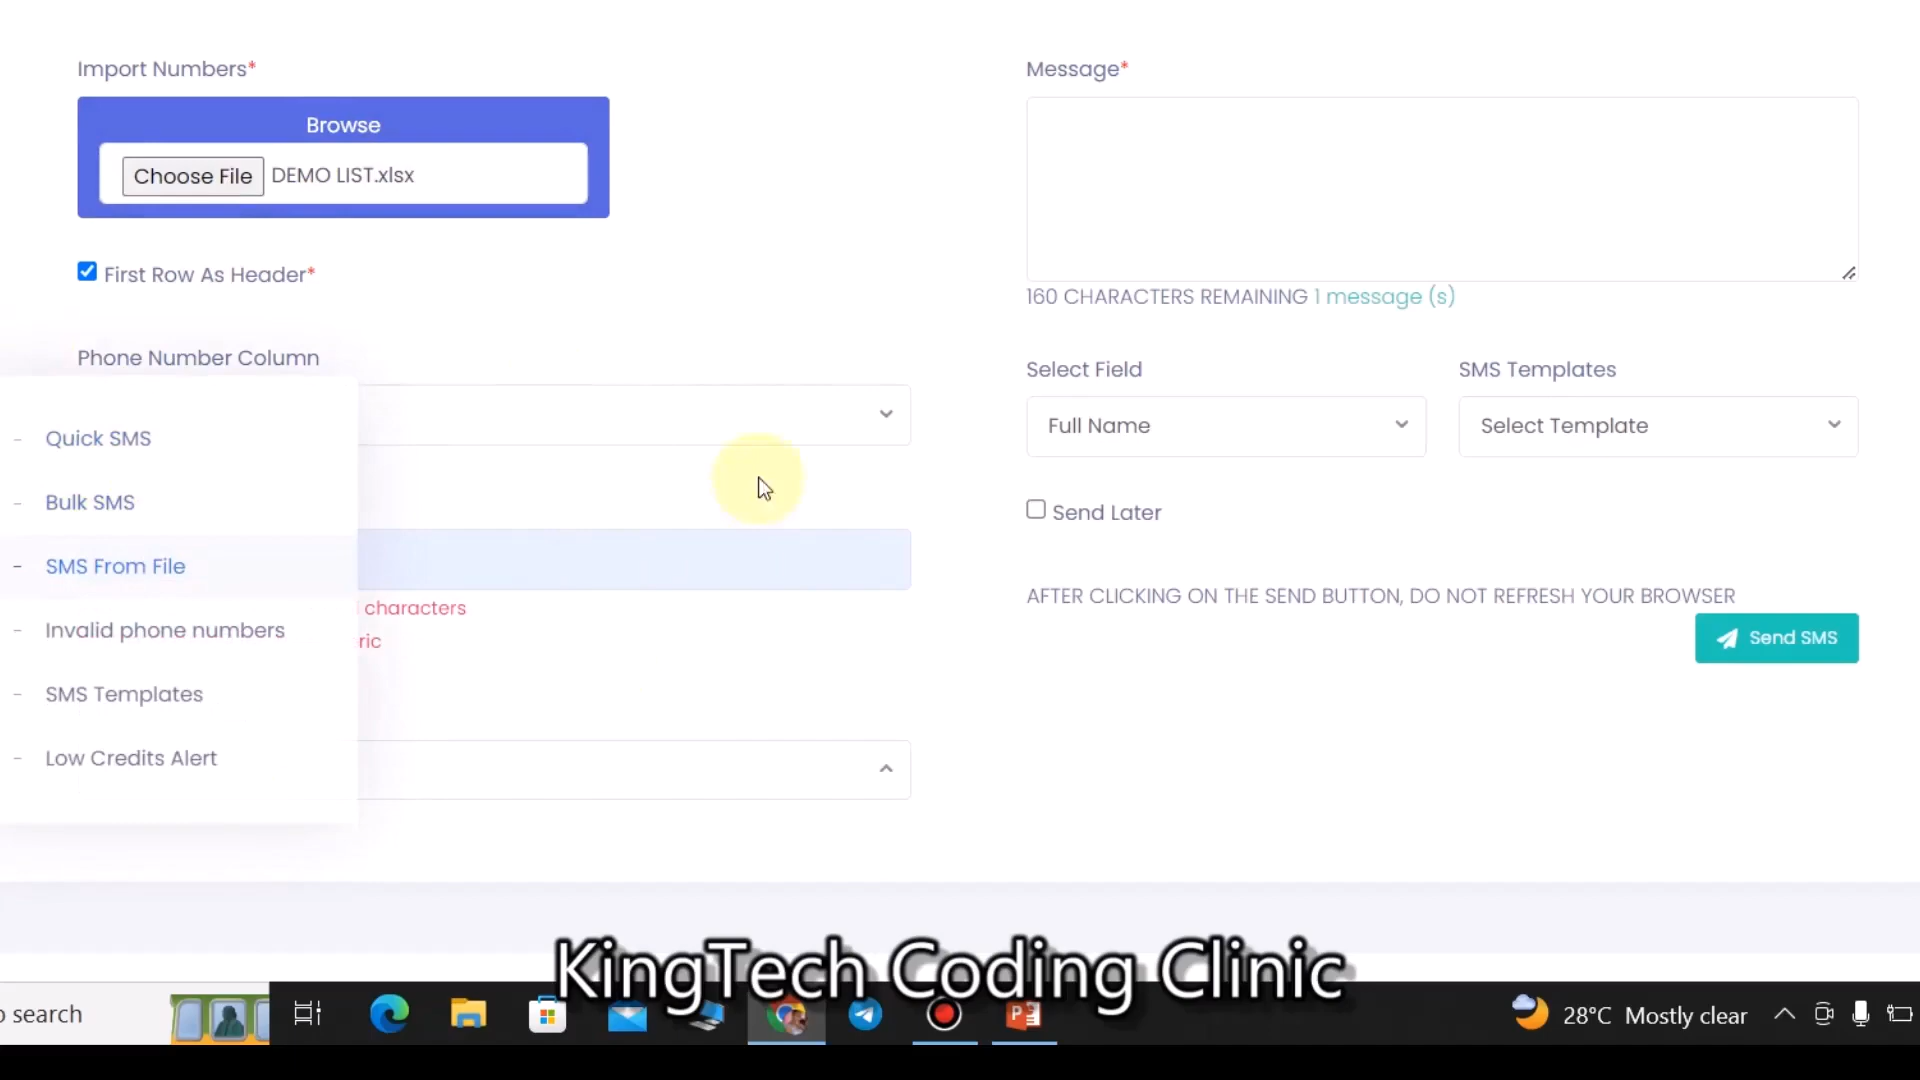 Import Numbers*
Browse
Choose File DEMO LIST.xlsx
First Row As Header*
Phone Number Column
Quick SMS
Bulk SMS
SMS From File
characters
Invalid phone numbers
ric
SMS Templates
Low Credits Alert
Message*
160 CHARACTERS REMAINING 1 message (s)
Select Field
SMS Templates
Full Name
Select Template
Send Later
AFTER CLICKING ON THE SEND BUTTON, DO NOT REFRESH YOUR BROWSER
Send SMS
KingTech Coding Clinic
o search
28°C Mostly clear